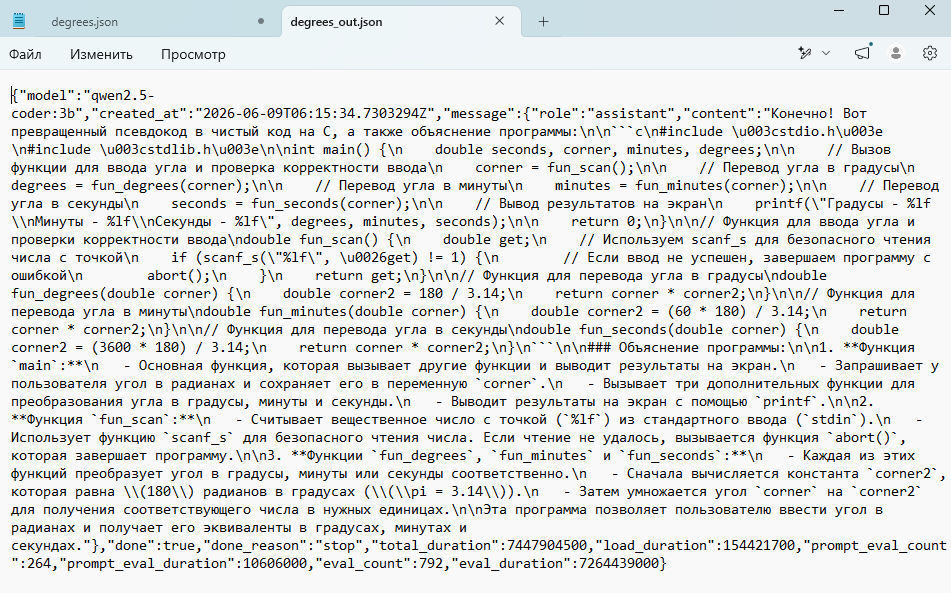 degrees.json
degrees_out.json
Файл Изменить Просмотр
{"model":"qwen2.5-
coder:3b","created_at":"2026-06-09T06:15:34.7303294Z","message":{"role":"assistant","content":"Конечно! Вот
превращенный псевдокод в чистый код на C, а также объяснение программы:\n\n```c\n#include \u003cstdio.h\u003e
\n#include \u003cstdlib.h\u003e\n\nint main() {\n    double seconds, corner, minutes, degrees;\n\n    // Вызов
функции для ввода угла и проверка корректности ввода\n    corner = fun_scan();\n\n    // Перевод угла в градусы\n
degrees = fun_degrees(corner);\n\n    // Перевод угла в минуты\n    minutes = fun_minutes(corner);\n\n    // Перевод
угла в секунды\n    seconds = fun_seconds(corner);\n\n    // Вывод результатов на экран\n    printf(\"Градусы - %lf
\\nМинуты - %lf\\nСекунды - %lf\", degrees, minutes, seconds);\n\n    return 0;\n}\n\n// Функция для ввода угла и
проверки корректности ввода\ndouble fun_scan() {\n    double get;\n    // Используем scanf_s для безопасного чтения
числа с точкой\n    if (scanf_s(\"%lf\", \u0026get) != 1) {\n        // Если ввод не успешен, завершаем программу с
ошибкой\n        abort();\n    }\n    return get;\n}\n\n// Функция для перевода угла в градусы\ndouble
fun_degrees(double corner) {\n    double corner2 = 180 / 3.14;\n    return corner * corner2;\n}\n\n// Функция для
перевода угла в минуты\ndouble fun_minutes(double corner) {\n    double corner2 = (60 * 180) / 3.14;\n    return
corner * corner2;\n}\n\n// Функция для перевода угла в секунды\ndouble fun_seconds(double corner) {\n    double
corner2 = (3600 * 180) / 3.14;\n    return corner * corner2;\n}\n```\n\n### Объяснение программы:\n\n1. **Функция
`main`:**\n   - Основная функция, которая вызывает другие функции и выводит результаты на экран.\n   - Запрашивает у
пользователя угол в радианах и сохраняет его в переменную `corner`.\n   - Вызывает три дополнительных функции для
преобразования угла в градусы, минуты и секунды.\n   - Выводит результаты на экран с помощью `printf`.\n\n2.
**Функция `fun_scan`:**\n   - Считывает вещественное число с точкой (`%lf`) из стандартного ввода (`stdin`).\n   -
Использует функцию `scanf_s` для безопасного чтения числа. Если чтение не удалось, вызывается функция `abort()`,
которая завершает программу.\n\n3. **Функции `fun_degrees`, `fun_minutes` и `fun_seconds`:**\n   - Каждая из этих
функций преобразует угол в градусы, минуты или секунды соответственно.\n   - Сначала вычисляется константа `corner2`,
которая равна \\(180\\) радианов в градусах (\\(\\pi = 3.14\\)).\n   - Затем умножается угол `corner` на `corner2`
для получения соответствующего числа в нужных единицах.\n\nЭта программа позволяет пользователю ввести угол в
радианах и получает его эквиваленты в градусах, минутах и
секундах."},"done":true,"done_reason":"stop","total_duration":7447904500,"load_duration":154421700,"prompt_eval_count
":264,"prompt_eval_duration":10606000,"eval_count":792,"eval_duration":7264439000}